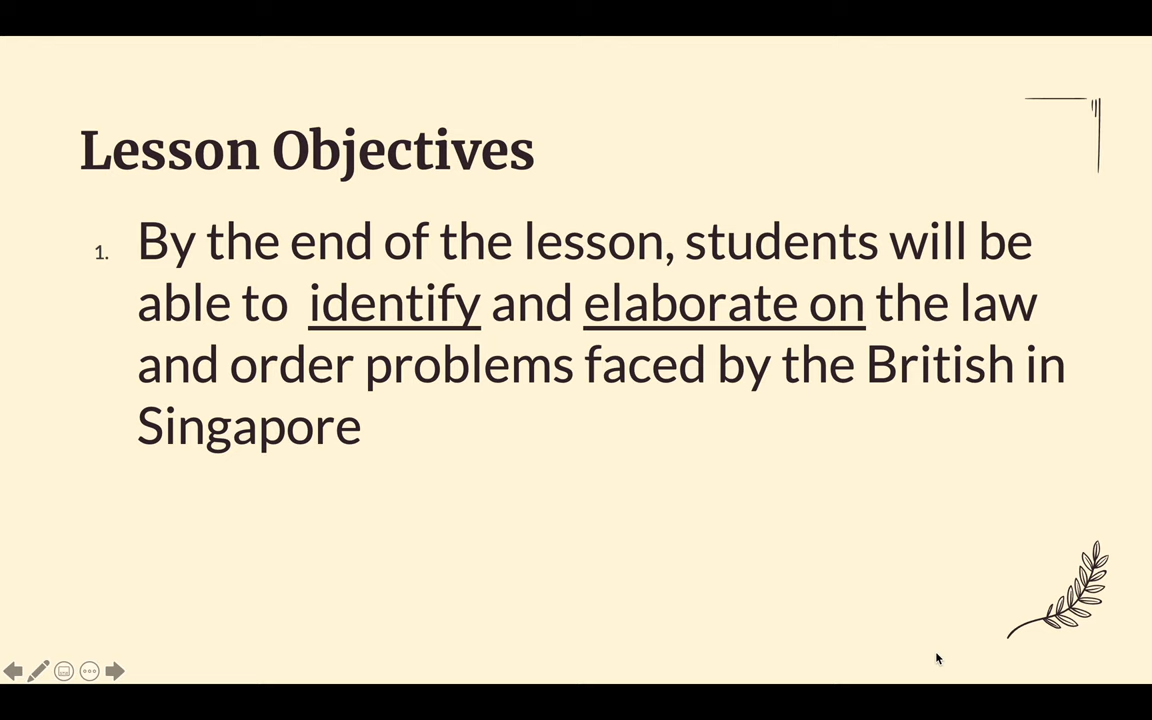 Lesson Objectives
1. By the end of the lesson, students will be
able to identify and elaborate on the law
and order problems faced by the British in
Singapore